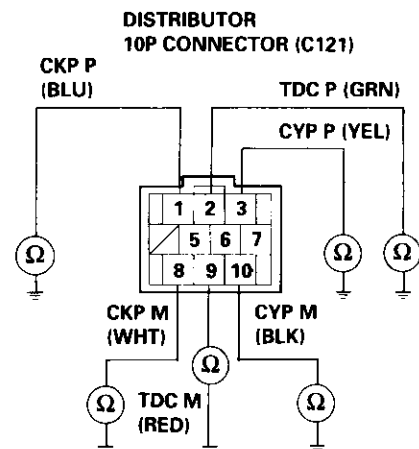 DISTRIBUTOR
10P CONNECTOR (C121)
CKP P
(BLU)
TDC P (GRN)
CYP P (YEL)
1 2 3
5 6 7
8 9 10
Ω
Ω
Ω
CKP M
(WHT)
CYP M
(BLK)
Ω
Ω
Ω
TDC M
(RED)